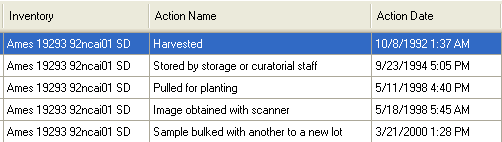 Inventory Action Name Action Date
Ames 19293 92ncai01 SD Harvested 10/8/1992 1:37 AM
Ames 19293 92ncai01 SD Stored by storage or curatorial staff 9/23/1994 5:05 PM
Ames 19293 92ncai01 SD Pulled for planting 5/11/1998 4:40 PM
Ames 19293 92ncai01 SD Image obtained with scanner 5/18/1998 5:45 AM
Ames 19293 92ncai01 SD Sample bulked with another to a new lot 3/21/2000 1:28 PM